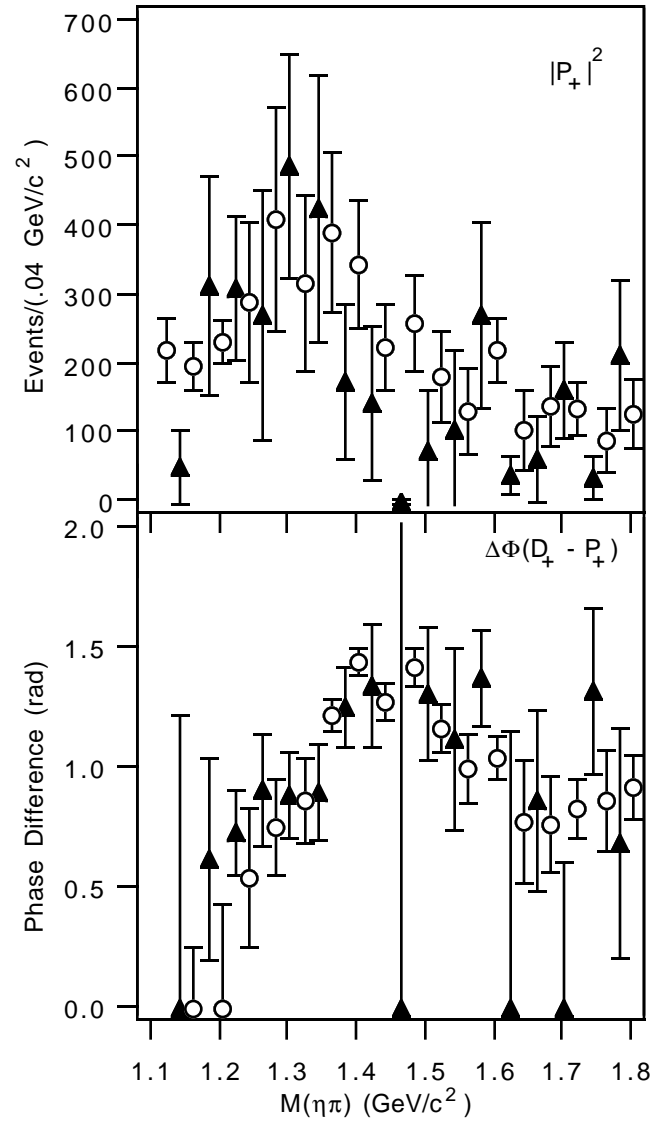 700
|P₊|²
600
500
400
300
200
100
0
Events/(.04 GeV/c²)
2.0
ΔΦ(D₊ - P₊)
1.5
1.0
0.5
0.0
Phase Difference (rad)
1.1 1.2 1.3 1.4 1.5 1.6 1.7 1.8
M(ηπ) (GeV/c²)